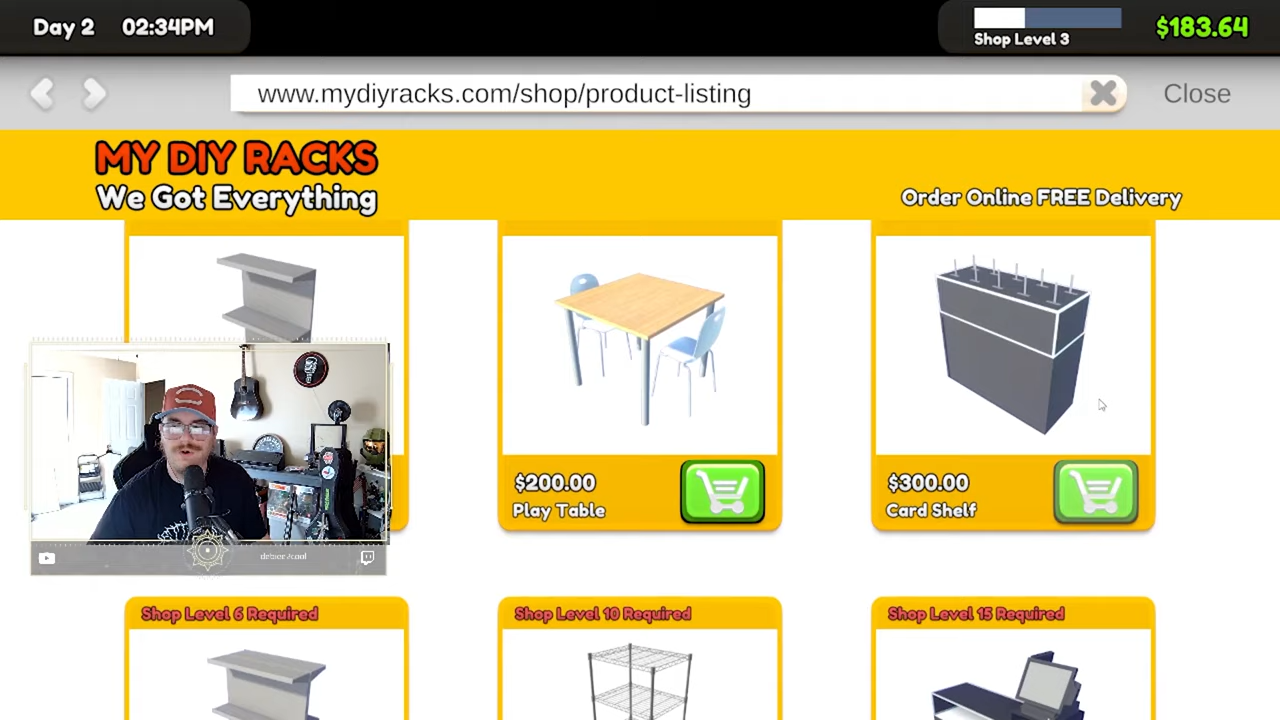 Day 2 02:34PM
Shop Level 3
$183.64
www.mydiyracks.com/shop/product-listing
Close
MY DIY RACKS
We Got Everything
Order Online FREE Delivery
$200.00
Play Table
$300.00
Card Shelf
Shop Level 6 Required
Shop Level 10 Required
Shop Level 15 Required